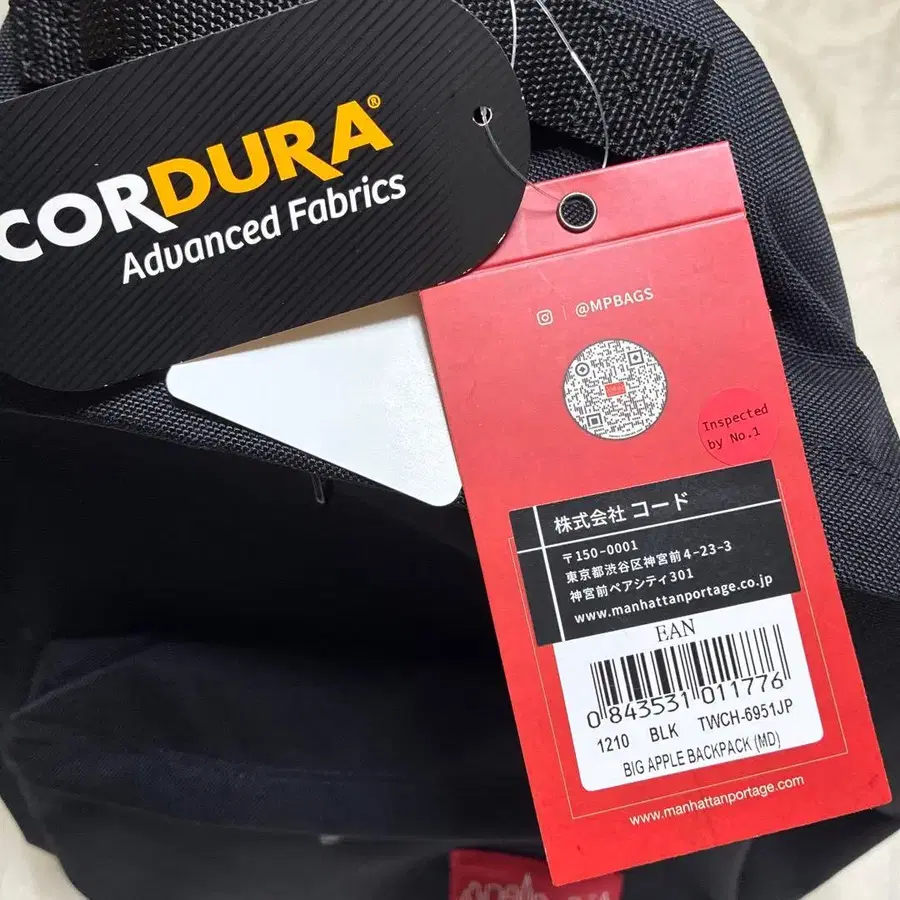 CORDURA®
Advanced Fabrics
@MPBAGS
Inspected
by No.1
株式会社 コード
〒150-0001
東京都渋谷区神宮前4-23-3
神宮前ペアシティ301
www.manhattanportage.co.jp
EAN
0 843531 011776
1210 BLK TWCH-6951JP
BIG APPLE BACKPACK (MD)
www.manhattanportage.com